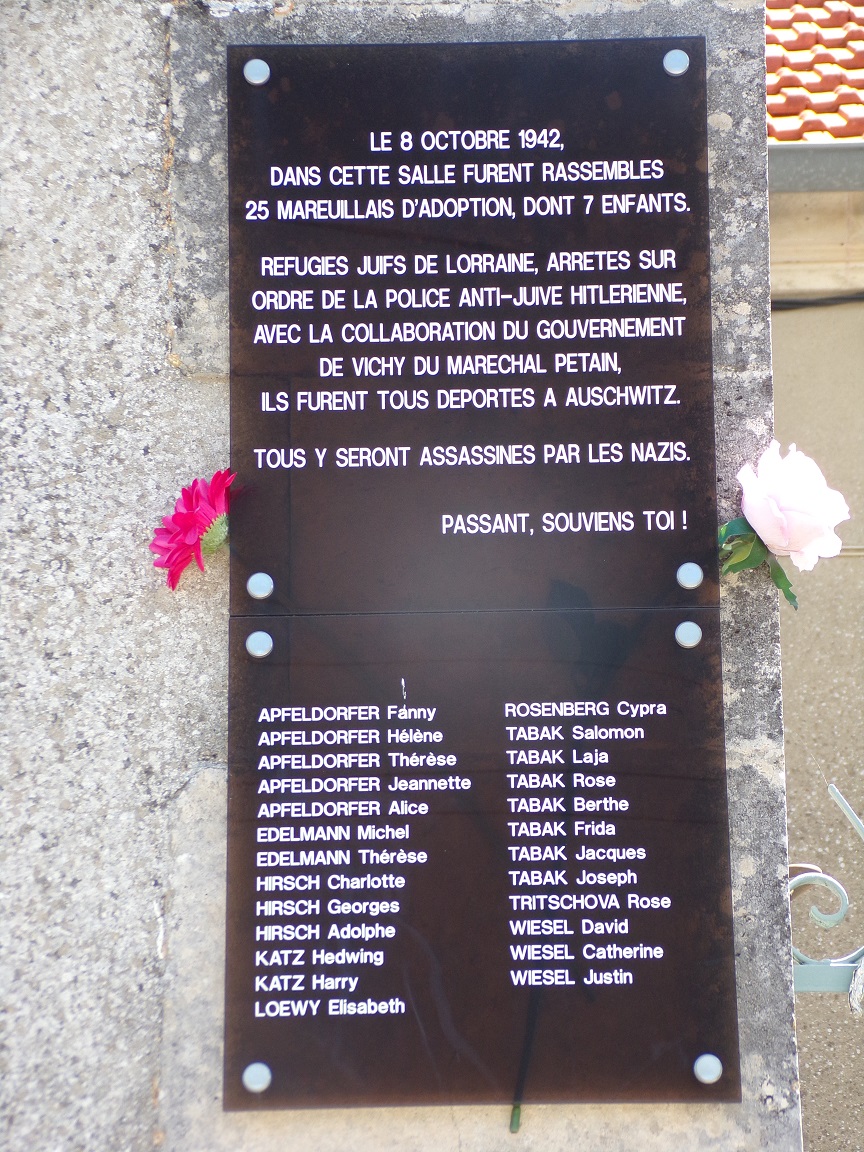 LE 8 OCTOBRE 1942,
DANS CETTE SALLE FURENT RASSEMBLES
25 MAREUILLAIS D'ADOPTION, DONT 7 ENFANTS.
REFUGIES JUIFS DE LORRAINE, ARRETES SUR
ORDRE DE LA POLICE ANTI-JUIVE HITLERIENNE,
AVEC LA COLLABORATION DU GOUVERNEMENT
DE VICHY DU MARECHAL PETAIN,
ILS FURENT TOUS DEPORTES A AUSCHWITZ.
TOUS Y SERONT ASSASSINES PAR LES NAZIS.
PASSANT, SOUVIENS TOI !
APFELDORFER Fanny
APFELDORFER Hélène
APFELDORFER Thérèse
APFELDORFER Jeannette
APFELDORFER Alice
EDELMANN Michel
EDELMANN Thérèse
HIRSCH Charlotte
HIRSCH Georges
HIRSCH Adolphe
KATZ Hedwing
KATZ Harry
LOEWY Elisabeth
ROSENBERG Cypra
TABAK Salomon
TABAK Laja
TABAK Rose
TABAK Berthe
TABAK Frida
TABAK Jacques
TABAK Joseph
TRITSCHOVA Rose
WIESEL David
WIESEL Catherine
WIESEL Justin